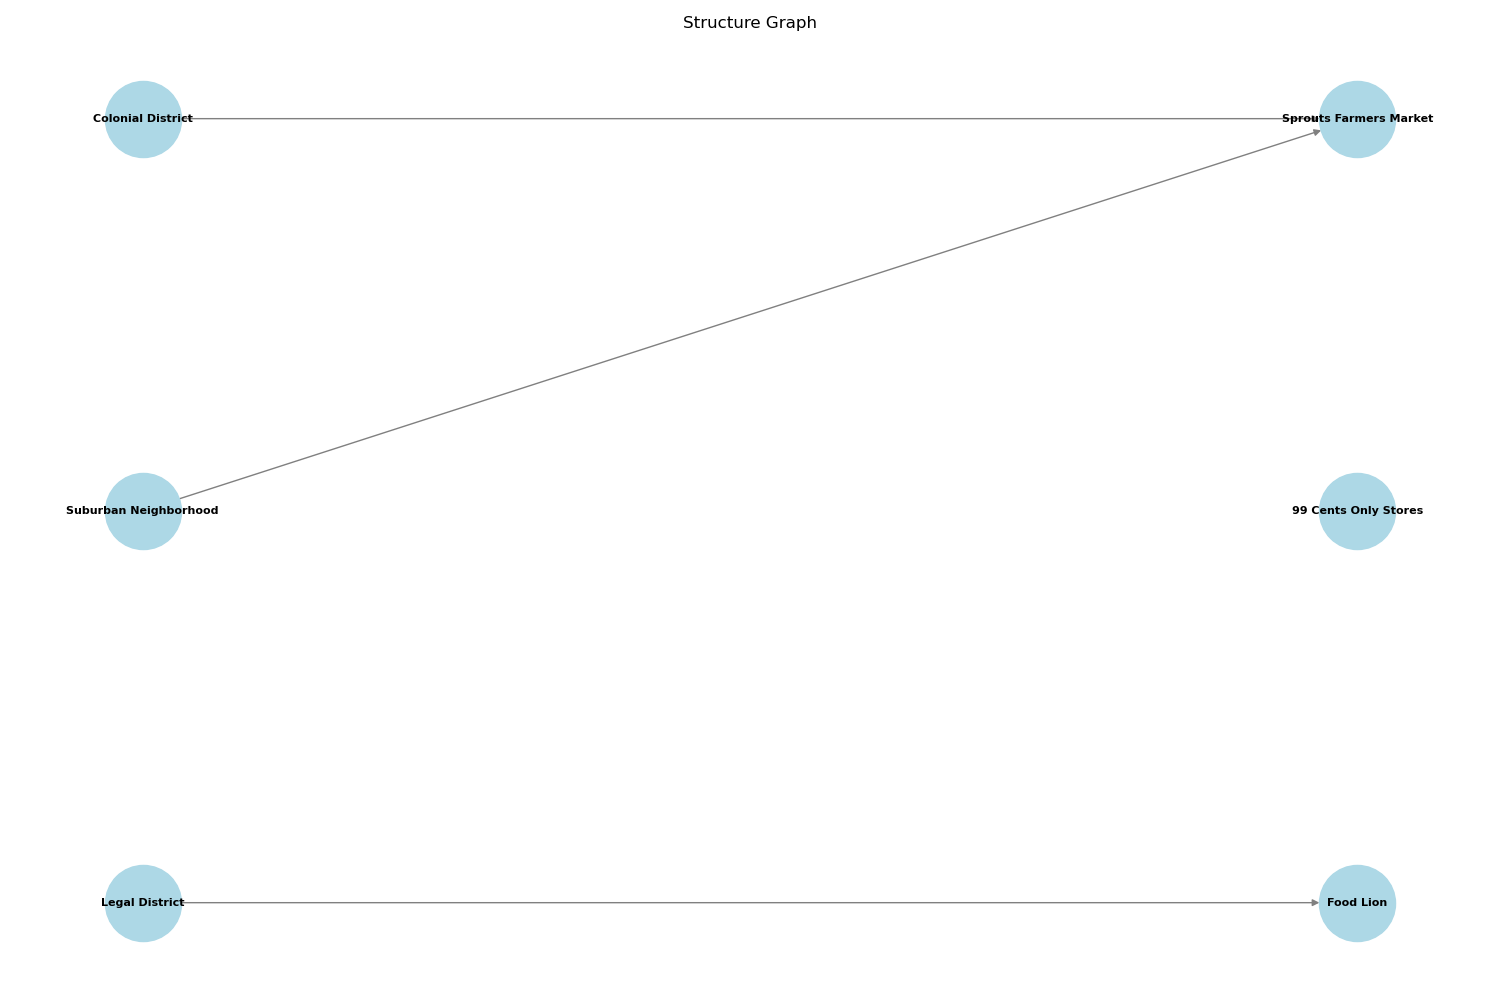 Structure Graph
Colonial District
Sprouts Farmers Market
Suburban Neighborhood
99 Cents Only Stores
Legal District
Food Lion